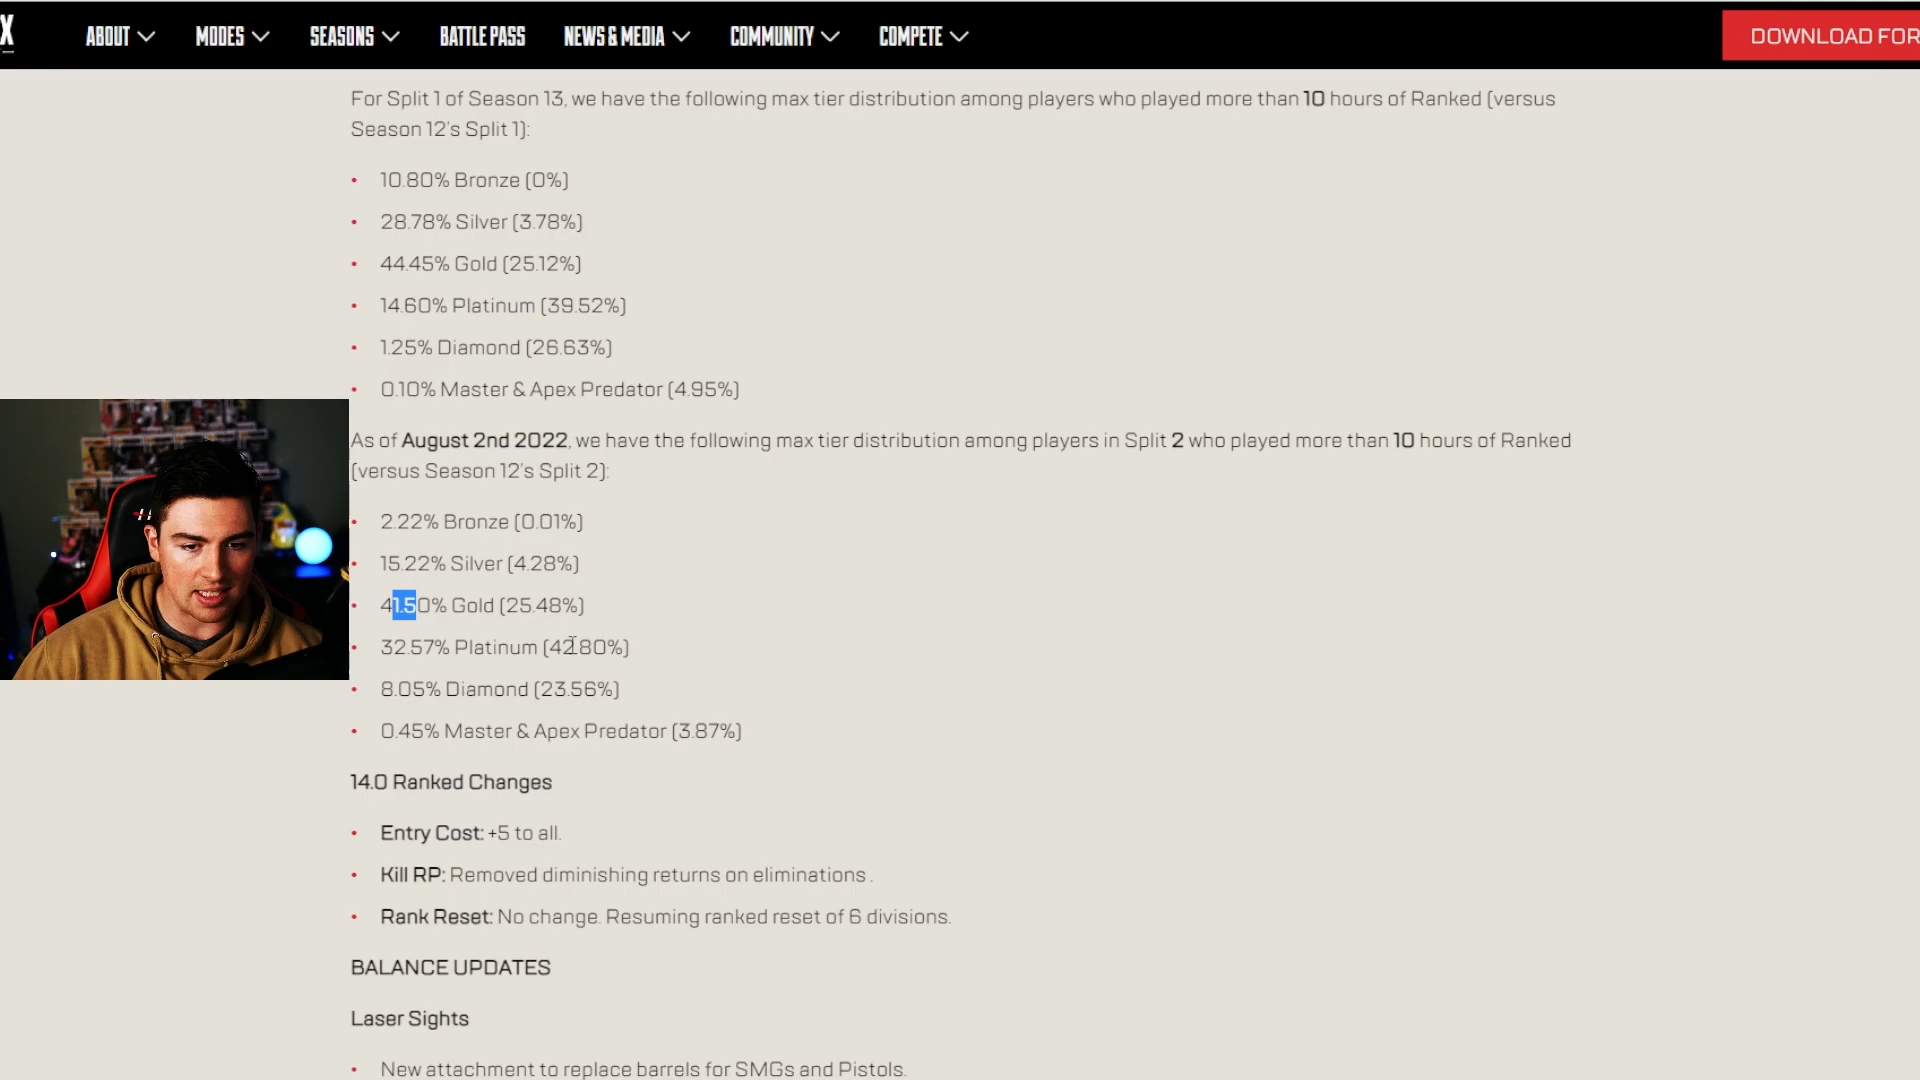 X ABOUT MODES SEASONS BATTLE PASS NEWS & MEDIA COMMUNITY COMPETE DOWNLOAD FOR
For Split 1 of Season 13, we have the following max tier distribution among players who played more than 10 hours of Ranked (versus
Season 12's Split 1):
• 10.80% Bronze (0%)
• 28.78% Silver (3.78%)
• 44.45% Gold (25.12%)
• 14.60% Platinum (39.52%)
• 1.25% Diamond (26.63%)
• 0.10% Master & Apex Predator (4.95%)
As of August 2nd 2022, we have the following max tier distribution among players in Split 2 who played more than 10 hours of Ranked
(versus Season 12's Split 2):
• 2.22% Bronze (0.01%)
• 15.22% Silver (4.28%)
• 41.50% Gold (25.48%)
• 32.57% Platinum (42.80%)
• 8.05% Diamond (23.56%)
• 0.45% Master & Apex Predator (3.87%)
14.0 Ranked Changes
• Entry Cost: +5 to all.
• Kill RP: Removed diminishing returns on eliminations .
• Rank Reset: No change. Resuming ranked reset of 6 divisions.
BALANCE UPDATES
Laser Sights
• New attachment to replace barrels for SMGs and Pistols.